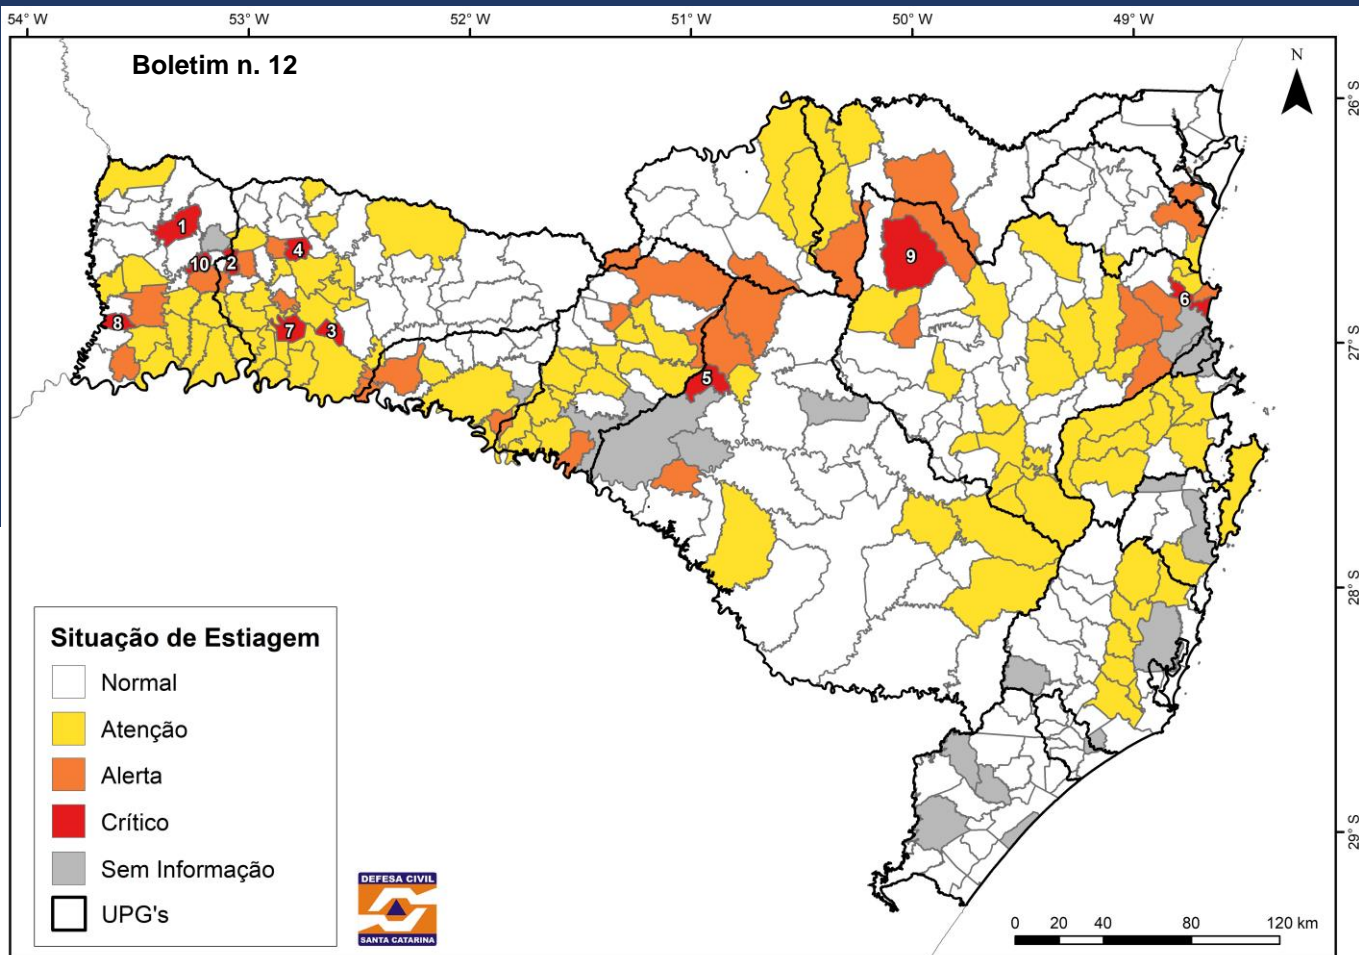 54° W 53° W 52° W 51° W 50° W 49° W
Boletim n. 12
N
26° S
27° S
28° S
29° S
1
4
10 2
9
6
8
7 3
5
Situação de Estiagem
Normal
Atenção
Alerta
Crítico
Sem Informação
UPG's
DEFESA CIVIL
SANTA CATARINA
0 20 40 80 120 km